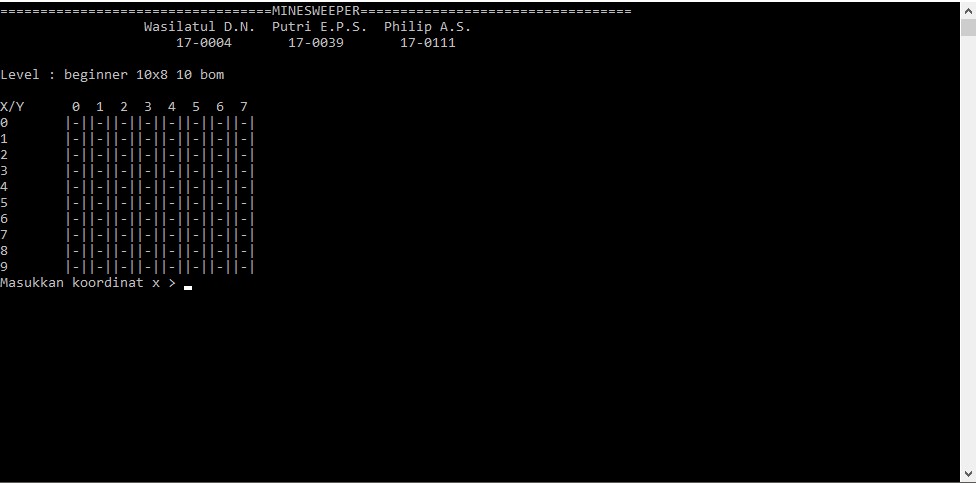 ==================================MINESWEEPER==================================
Wasilatul D.N.  Putri E.P.S.  Philip A.S.
17-0004       17-0039       17-0111
Level : beginner 10x8 10 bom
X/Y      0  1  2  3  4  5  6  7
0       |-||-||-||-||-||-||-||-|
1       |-||-||-||-||-||-||-||-|
2       |-||-||-||-||-||-||-||-|
3       |-||-||-||-||-||-||-||-|
4       |-||-||-||-||-||-||-||-|
5       |-||-||-||-||-||-||-||-|
6       |-||-||-||-||-||-||-||-|
7       |-||-||-||-||-||-||-||-|
8       |-||-||-||-||-||-||-||-|
9       |-||-||-||-||-||-||-||-|
Masukkan koordinat x > _